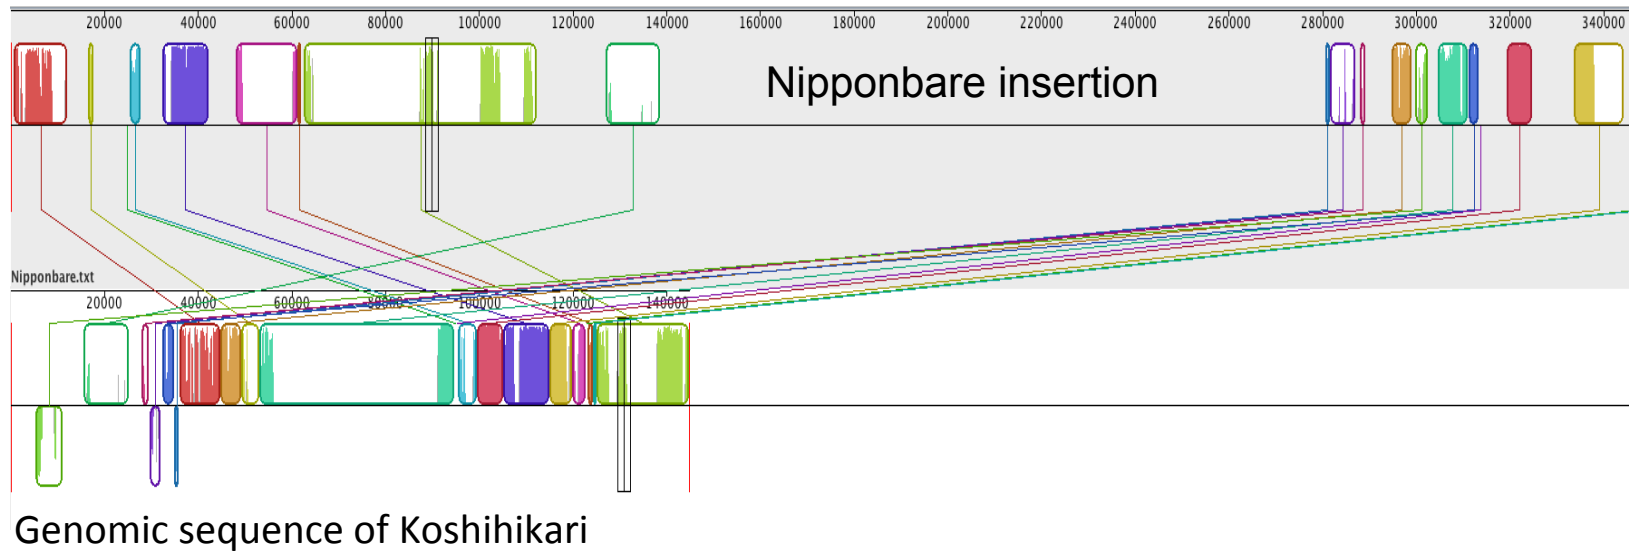 20000 40000 60000 80000 100000 120000 140000 160000 180000 200000 220000 240000 260000 280000 300000 320000 340000
Nipponbare insertion
Nipponbare.txt
20000 40000 60000 80000 100000 120000 140000
Genomic sequence of Koshihikari